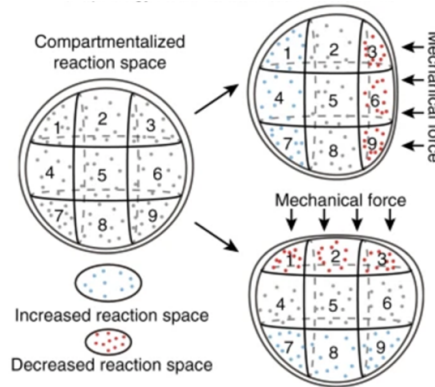 Compartmentalized
reaction space
1 2 3
4 5 6
7 8 9
Increased reaction space
Decreased reaction space
1 2 3
4 5 6
7 8 9
Mechanical force
Mechanical force
1 2 3
4 5 6
7 8 9